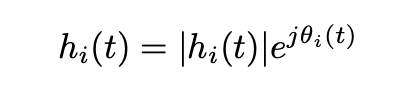 h_i(t) = |h_i(t)|e^{jθ_i(t)}